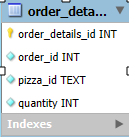 order_deta...
order_details_id INT
order_id INT
pizza_id TEXT
quantity INT
Indexes